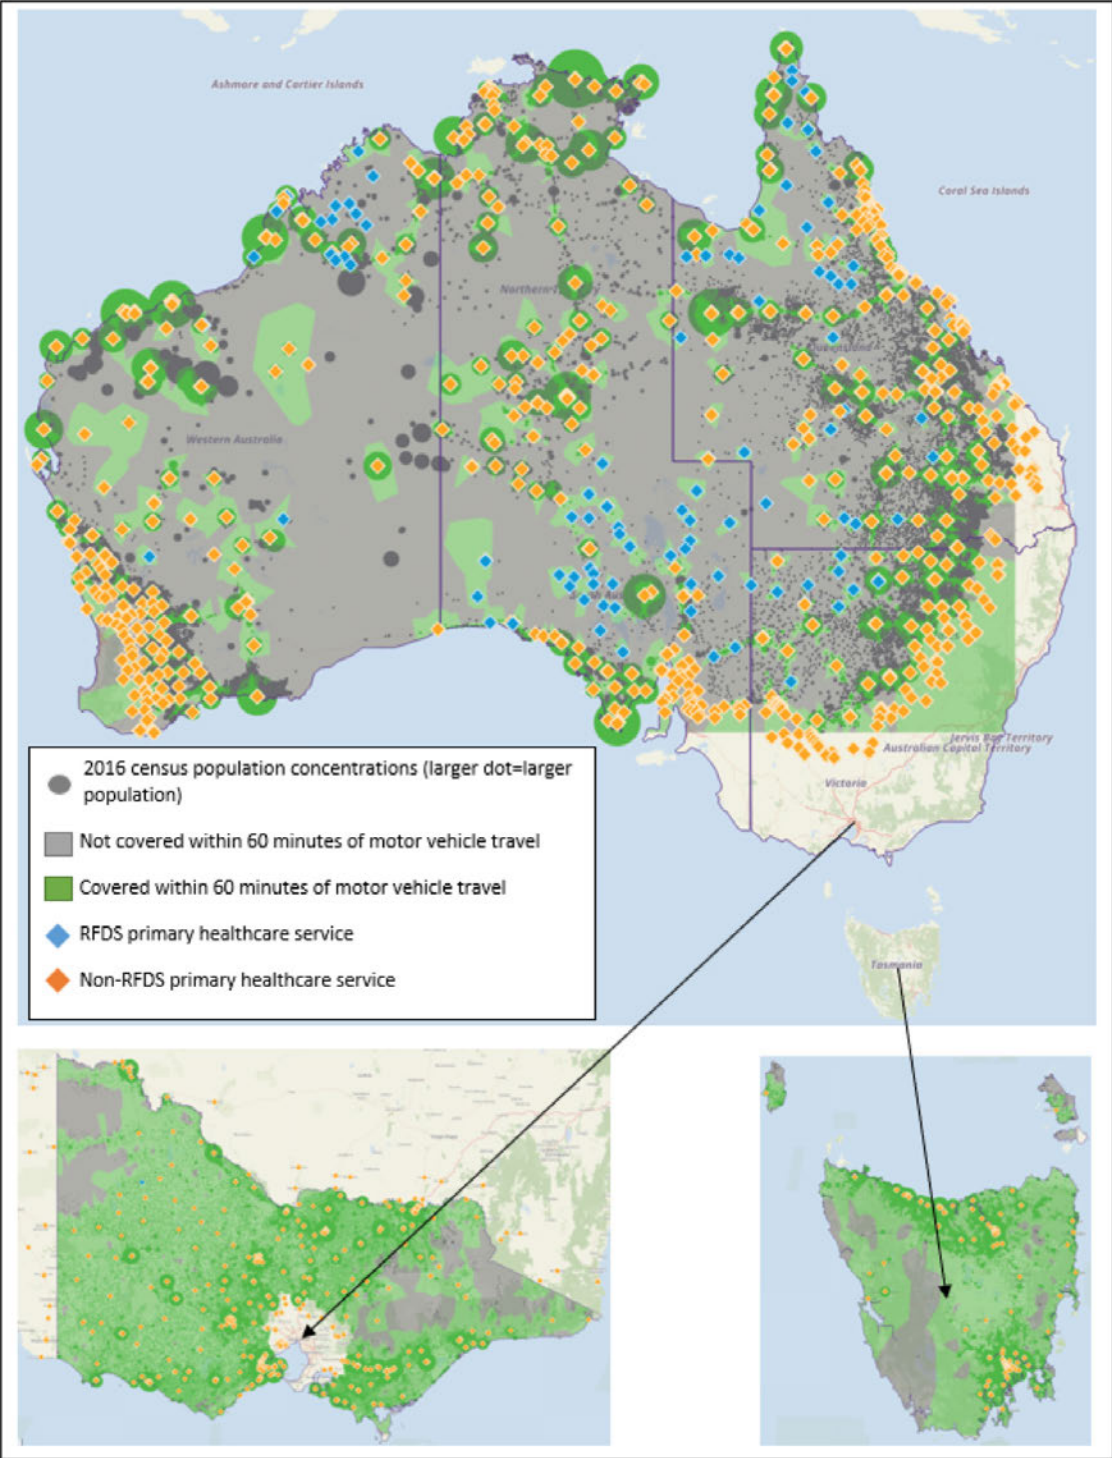 Ashmore and Cartier Islands
Coral Sea Islands
Queensland
Western Australia
Jervis Bay Territory
Australian Capital Territory
Victoria
2016 census population concentrations (larger dot=larger
population)
Not covered within 60 minutes of motor vehicle travel
Covered within 60 minutes of motor vehicle travel
RFDS primary healthcare service
Non-RFDS primary healthcare service
Tasmania